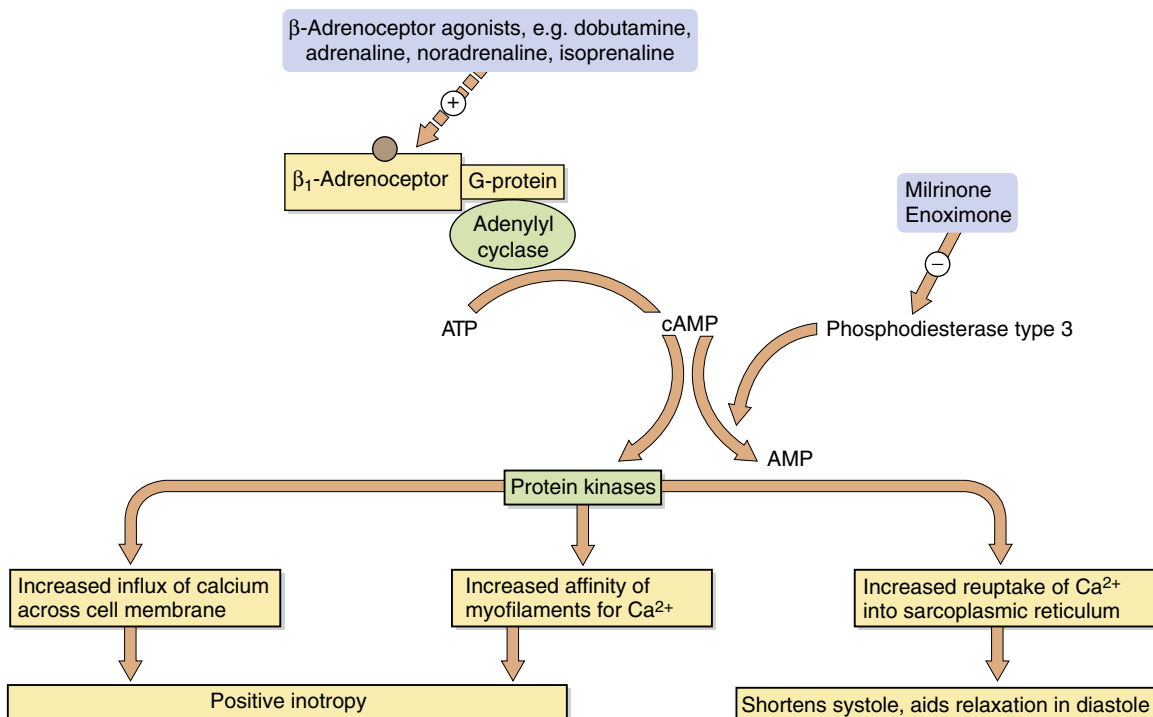 β-Adrenoceptor agonists, e.g. dobutamine,
adrenaline, noradrenaline, isoprenaline
+
β₁-Adrenoceptor
G-protein
Adenylyl
cyclase
Milrinone
Enoximone
−
ATP
cAMP
Phosphodiesterase type 3
AMP
Protein kinases
Increased influx of calcium
across cell membrane
Increased affinity of
myofilaments for Ca²⁺
Increased reuptake of Ca²⁺
into sarcoplasmic reticulum
Positive inotropy
Shortens systole, aids relaxation in diastole